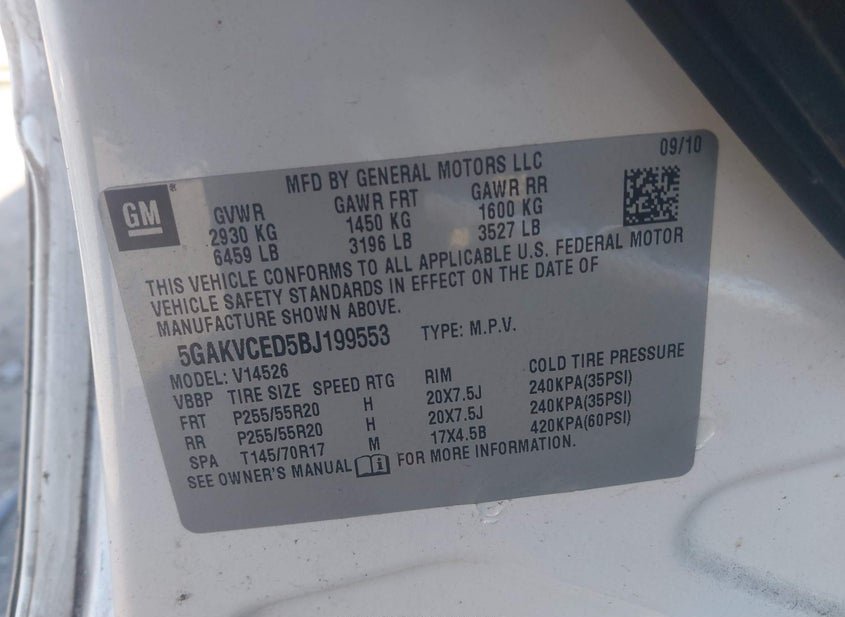 09/10
MFD BY GENERAL MOTORS LLC
GM®
GVWR GAWR FRT GAWR RR
2930 KG 1450 KG 1600 KG
6459 LB 3196 LB 3527 LB
THIS VEHICLE CONFORMS TO ALL APPLICABLE U.S. FEDERAL MOTOR
VEHICLE SAFETY STANDARDS IN EFFECT ON THE DATE OF
MANUFACTURE SHOWN ABOVE.
5GAKVCED5BJ199553 TYPE: M.P.V.
MODEL: V14526
VBBP TIRE SIZE SPEED RTG RIM COLD TIRE PRESSURE
FRT P255/55R20 H 20X7.5J 240KPA(35PSI)
RR P255/55R20 H 20X7.5J 240KPA(35PSI)
SPA T145/70R17 M 17X4.5B 420KPA(60PSI)
SEE OWNER'S MANUAL FOR MORE INFORMATION.